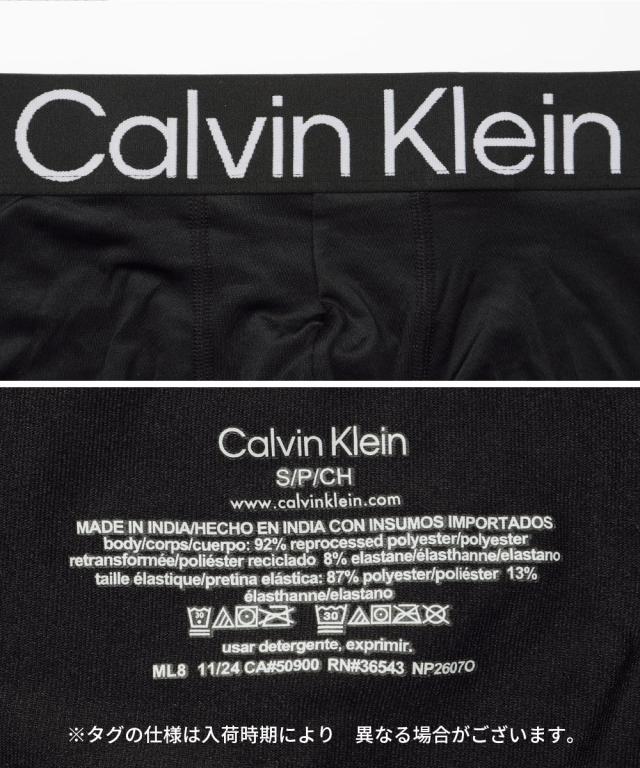 Calvin Klein
Calvin Klein
S/P/CH
www.calvinklein.com
MADE IN INDIA/HECHO EN INDIA CON INSUMOS IMPORTADOS
body/corps/cuerpo: 92% reprocessed polyester/polyester
retransformée/poliéster reciclado 8% elastane/élasthanne/elastano
taille élastique/pretina elástica: 87% polyester/poliéster 13%
élasthanne/elastano
30 30
usar detergente, exprimir.
ML8 11/24 CA#50900 RN#36543 NP2607O
※タグの仕様は入荷時期により 異なる場合がございます。